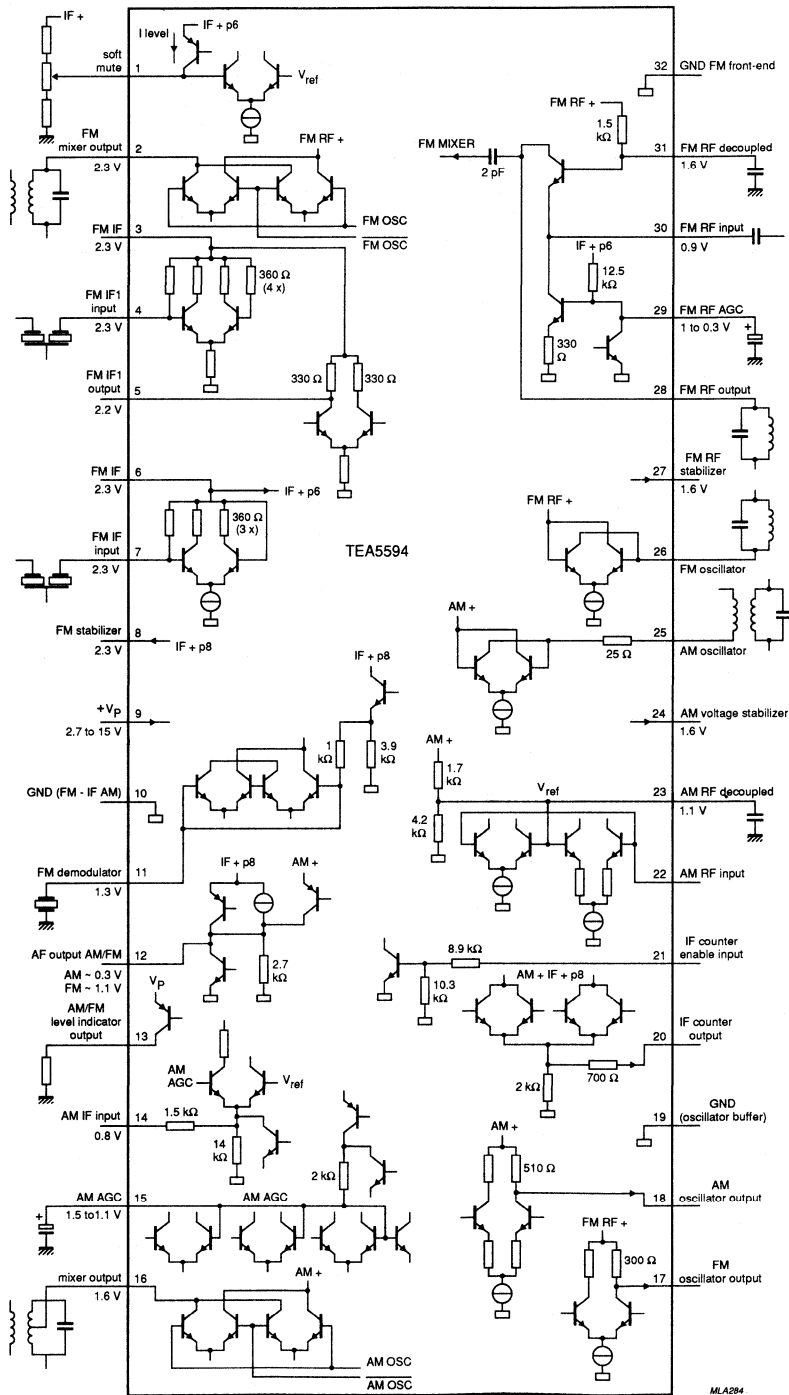 IF +
soft
mute
1
I level
IF + p6
Vref
FM
mixer output
2
2.3 V
FM RF +
FM OSC
FM OSC
FM IF
3
2.3 V
360 Ω
(4 x)
FM IF1
input
4
2.3 V
FM IF1
output
5
2.2 V
330 Ω
330 Ω
FM IF
6
2.3 V
IF + p6
360 Ω
(3 x)
FM IF
input
7
2.3 V
TEA5594
FM stabilizer
8
2.3 V
IF + p8
IF + p8
+VP
9
2.7 to 15 V
1
kΩ
3.9
kΩ
GND (FM - IF AM)
10
FM demodulator
11
1.3 V
IF + p8
AM +
AF output AM/FM
12
AM ~ 0.3 V
FM ~ 1.1 V
2.7
kΩ
AM/FM
level indicator
output
13
VP
AM
AGC
Vref
AM IF input
14
0.8 V
1.5 kΩ
14
kΩ
2 kΩ
AM AGC
15
1.5 to1.1 V
AM AGC
mixer output
16
1.6 V
AM +
AM OSC
AM OSC
32
GND FM front-end
FM RF +
1.5
kΩ
FM MIXER
2 pF
31
FM RF decoupled
1.6 V
30
FM RF input
0.9 V
IF + p6
12.5
kΩ
29
FM RF AGC
1 to 0.3 V
+
330
Ω
28
FM RF output
FM RF
stabilizer
27
1.6 V
FM RF +
26
FM oscillator
AM +
25
AM oscillator
25 Ω
24
AM voltage stabilizer
1.6 V
AM +
1.7
kΩ
4.2
kΩ
Vref
23
AM RF decoupled
1.1 V
22
AM RF input
8.9 kΩ
21
IF counter
enable input
10.3
kΩ
AM + IF + p8
20
IF counter
output
2 kΩ
700 Ω
19
GND
(oscillator buffer)
AM +
510 Ω
18
AM
oscillator output
FM RF +
300 Ω
17
FM
oscillator output
+
MLA284